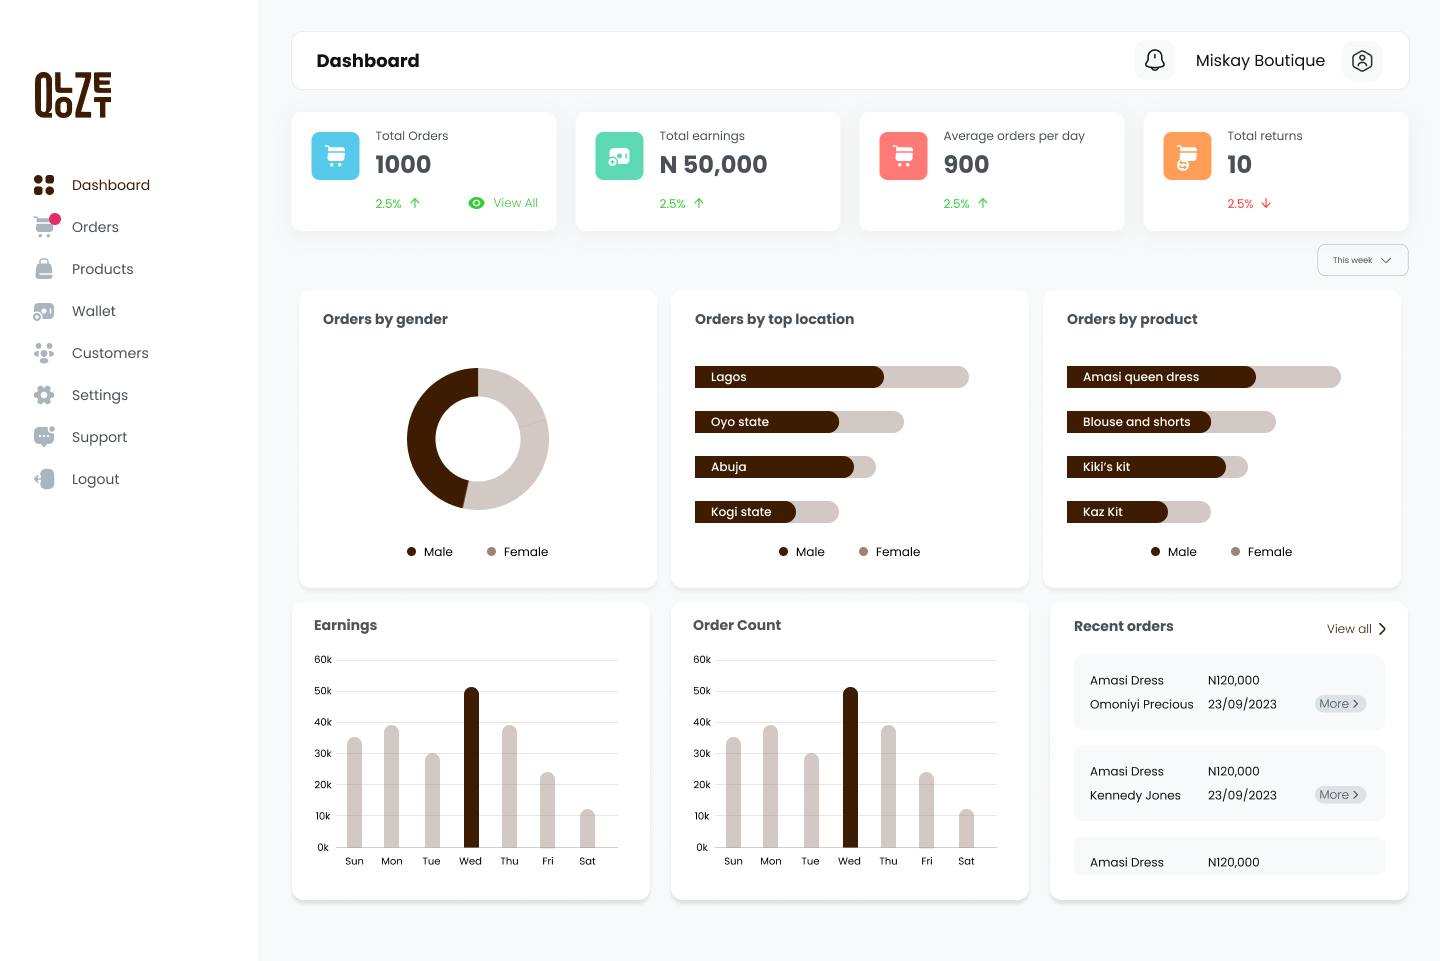 QLZE
QOZT
Dashboard
Orders
Products
Wallet
Customers
Settings
Support
Logout
Dashboard
Miskay Boutique
Total Orders
1000
2.5%
View All
Total earnings
N 50,000
2.5%
Average orders per day
900
2.5%
Total returns
10
2.5%
This week
Orders by gender
Male Female
Orders by top location
Lagos
Oyo state
Abuja
Kogi state
Male Female
Orders by product
Amasi queen dress
Blouse and shorts
Kiki’s kit
Kaz Kit
Male Female
Earnings
60k
50k
40k
30k
20k
10k
0k
Sun Mon Tue Wed Thu Fri Sat
Order Count
60k
50k
40k
30k
20k
10k
0k
Sun Mon Tue Wed Thu Fri Sat
Recent orders
View all
Amasi Dress N120,000
Omoniyi Precious 23/09/2023 More
Amasi Dress N120,000
Kennedy Jones 23/09/2023 More
Amasi Dress N120,000